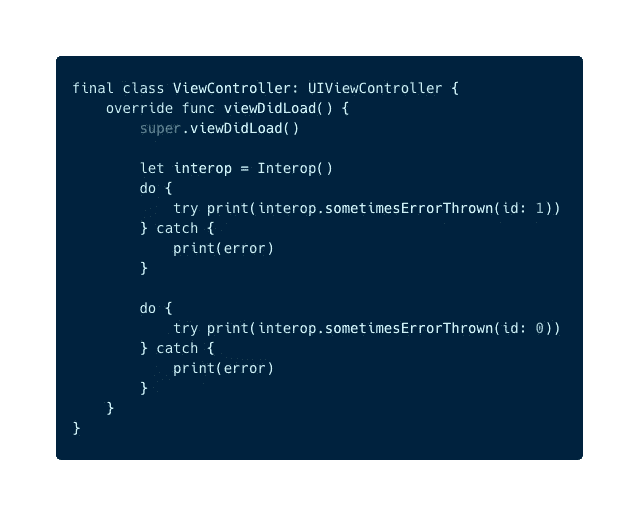 final class ViewController: UIViewController {
    override func viewDidLoad() {
        super.viewDidLoad()

        let interop = Interop()
        do {
            try print(interop.sometimesErrorThrown(id: 1))
        } catch {
            print(error)
        }

        do {
            try print(interop.sometimesErrorThrown(id: 0))
        } catch {
            print(error)
        }
    }
}